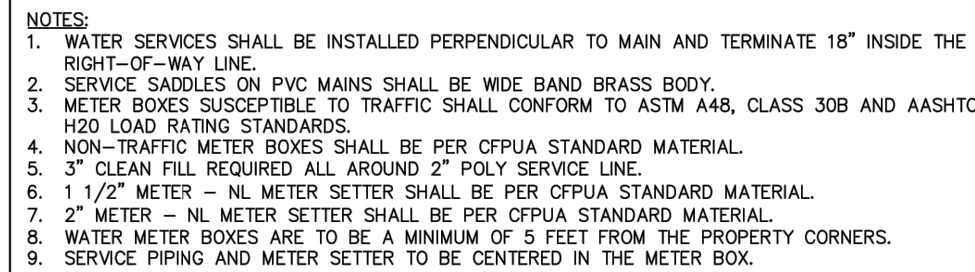 NOTES:
1. WATER SERVICES SHALL BE INSTALLED PERPENDICULAR TO MAIN AND TERMINATE 18" INSIDE THE
RIGHT-OF-WAY LINE.
2. SERVICE SADDLES ON PVC MAINS SHALL BE WIDE BAND BRASS BODY.
3. METER BOXES SUSCEPTIBLE TO TRAFFIC SHALL CONFORM TO ASTM A48, CLASS 30B AND AASHTO
H20 LOAD RATING STANDARDS.
4. NON-TRAFFIC METER BOXES SHALL BE PER CFPUA STANDARD MATERIAL.
5. 3" CLEAN FILL REQUIRED ALL AROUND 2" POLY SERVICE LINE.
6. 1 1/2" METER - NL METER SETTER SHALL BE PER CFPUA STANDARD MATERIAL.
7. 2" METER - NL METER SETTER SHALL BE PER CFPUA STANDARD MATERIAL.
8. WATER METER BOXES ARE TO BE A MINIMUM OF 5 FEET FROM THE PROPERTY CORNERS.
9. SERVICE PIPING AND METER SETTER TO BE CENTERED IN THE METER BOX.